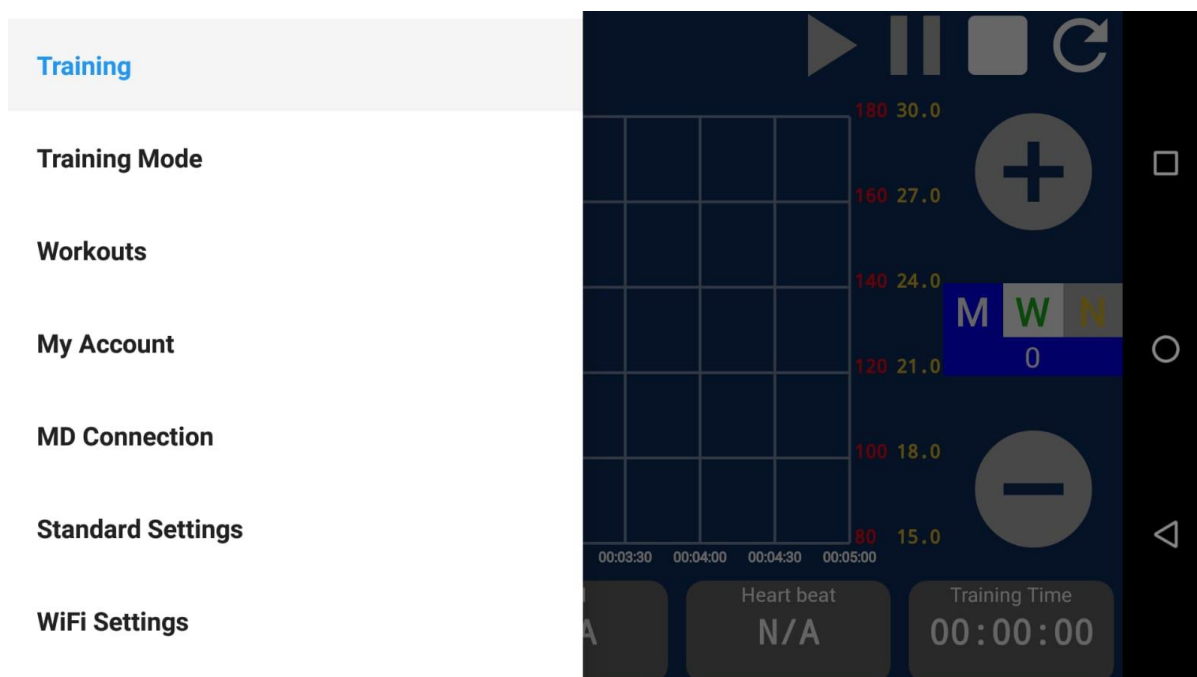 Training
Training Mode
Workouts
My Account
MD Connection
Standard Settings
WiFi Settings
180 30.0
160 27.0
140 24.0
120 21.0
100 18.0
80 15.0
00:03:30 00:04:00 00:04:30 00:05:00
M W N
0
Heart beat
N/A
Training Time
00:00:00